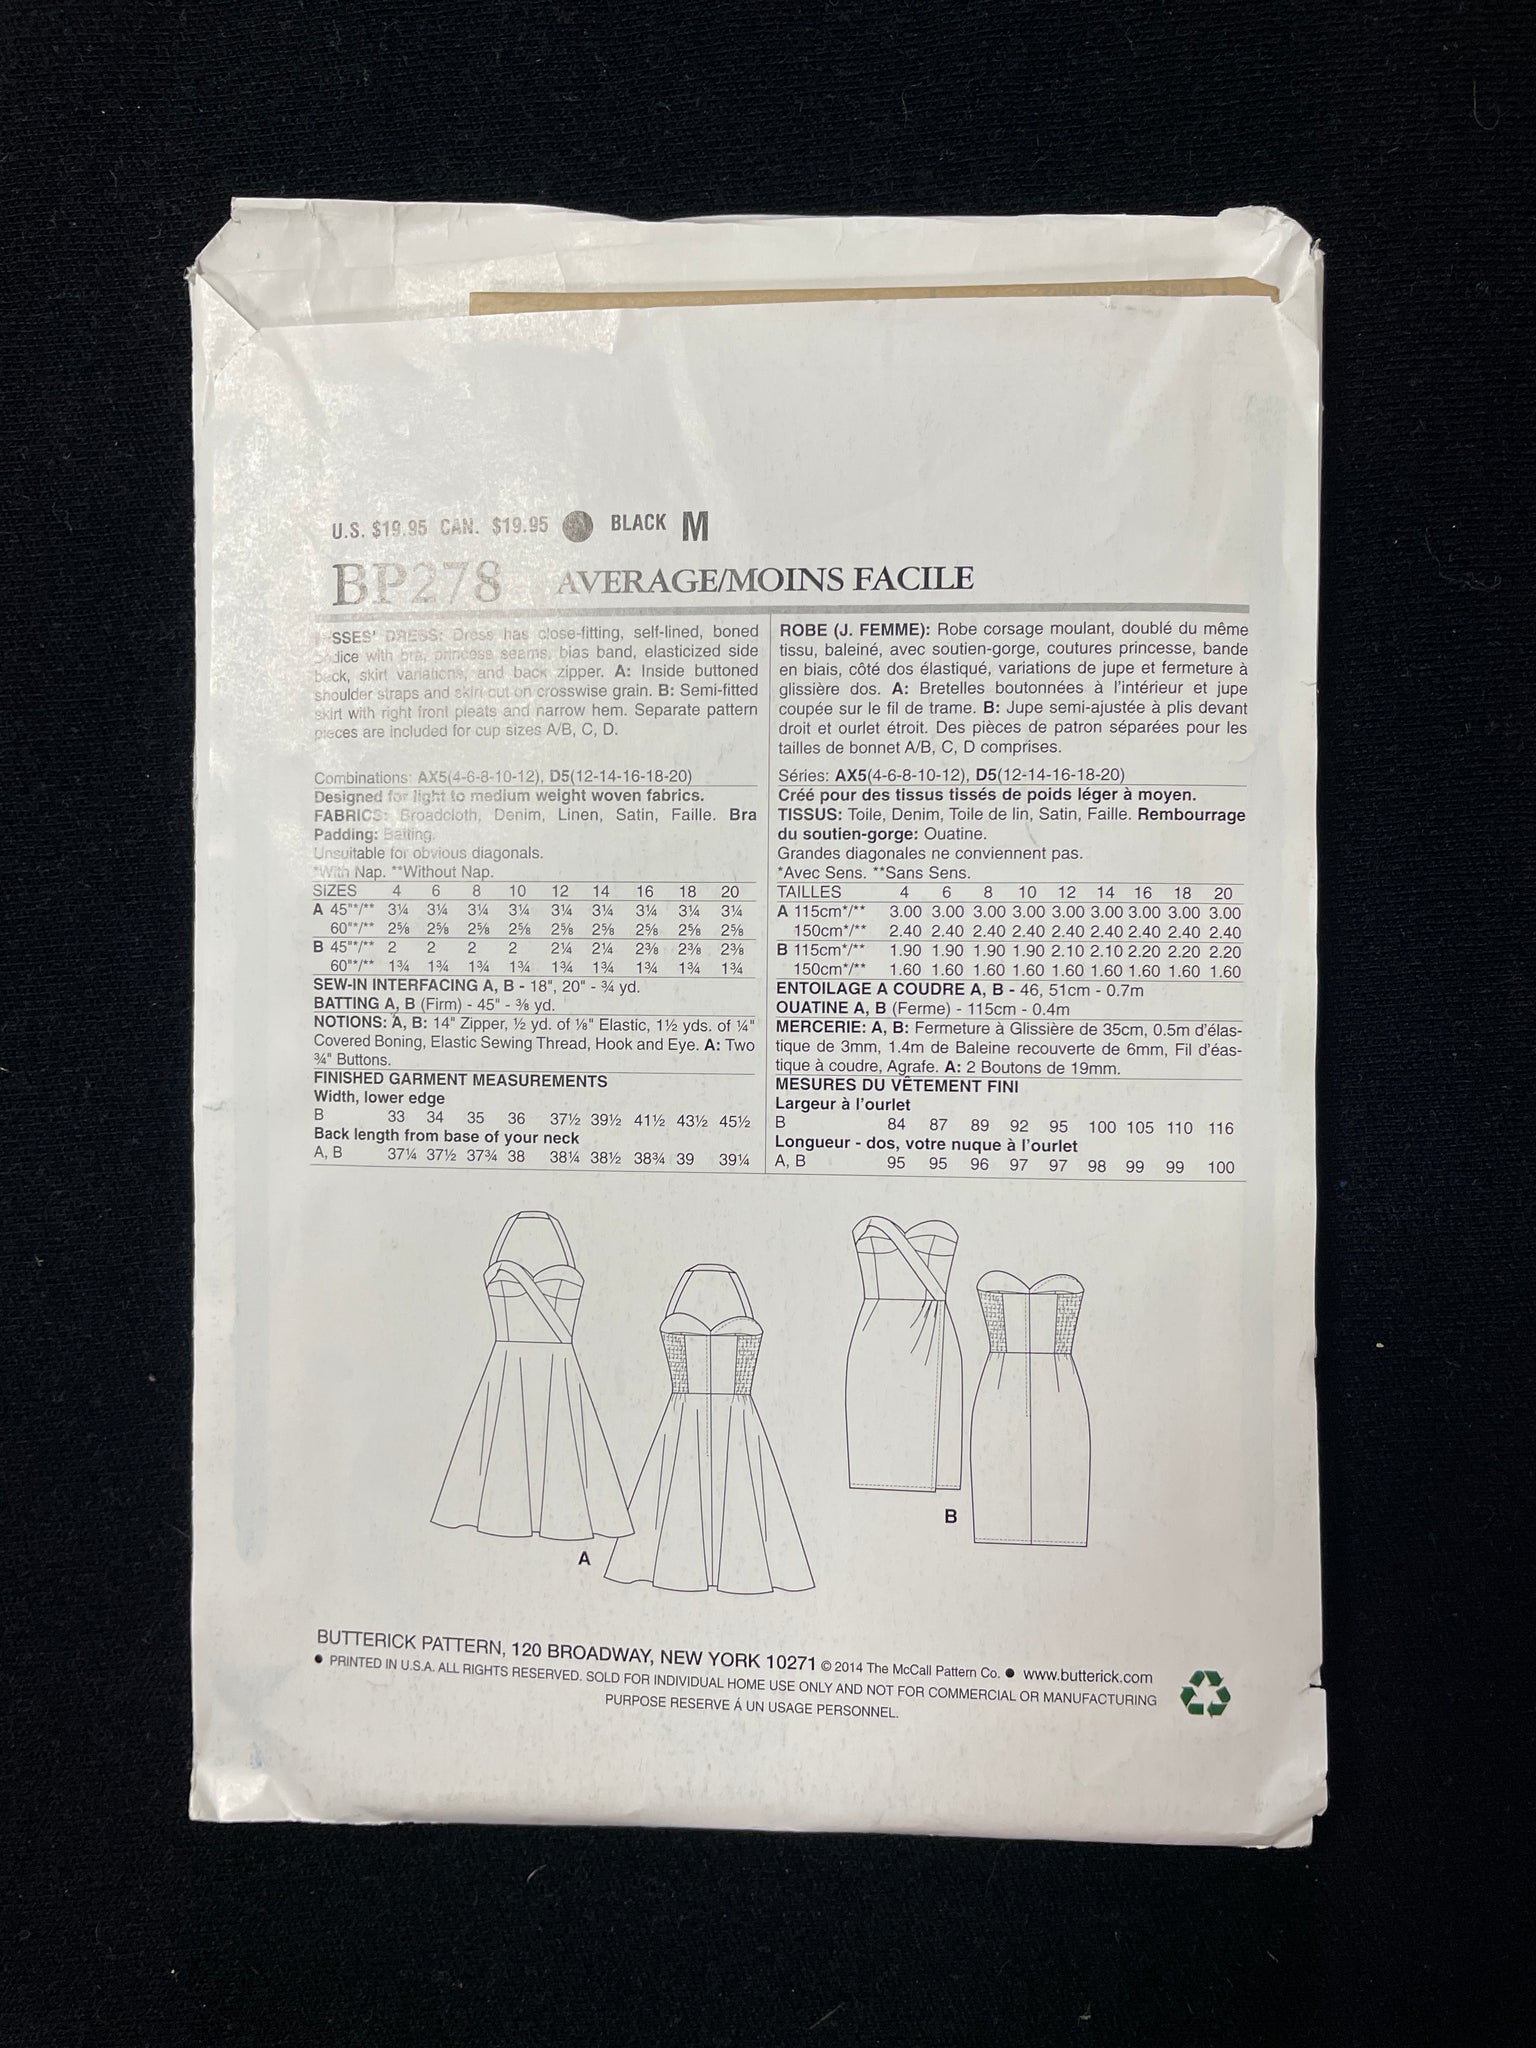 U.S. $19.95 CAN. $19.95 BLACK M
BP278 AVERAGE/MOINS FACILE
SSES' DRESS: Dress has close-fitting, self-lined, boned
bodice with bra, princess seams, bias band, elasticized side
back, skirt variations, and back zipper. A: Inside buttoned
shoulder straps and skirt cut on crosswise grain. B: Semi-fitted
skirt with right front pleats and narrow hem. Separate pattern
pieces are included for cup sizes A/B, C, D.
Combinations: AX5(4-6-8-10-12), D5(12-14-16-18-20)
Designed for light to medium weight woven fabrics.
FABRICS: Broadcloth, Denim, Linen, Satin, Faille. Bra
Padding: Batting.
Unsuitable for obvious diagonals.
*With Nap. **Without Nap.
SIZES 4 6 8 10 12 14 16 18 20
A 45"*/** 3¼ 3¼ 3¼ 3¼ 3¼ 3¼ 3¼ 3¼ 3¼
60"*/** 2⅝ 2⅝ 2⅝ 2⅝ 2⅝ 2⅝ 2⅝ 2⅝ 2⅝
B 45"*/** 2 2 2 2 2¼ 2¼ 2⅜ 2⅜ 2⅜
60"*/** 1¾ 1¾ 1¾ 1¾ 1¾ 1¾ 1¾ 1¾ 1¾
SEW-IN INTERFACING A, B - 18", 20" - ¾ yd.
BATTING A, B (Firm) - 45" - ⅜ yd.
NOTIONS: A, B: 14" Zipper, ½ yd. of ⅛" Elastic, 1½ yds. of ¼"
Covered Boning, Elastic Sewing Thread, Hook and Eye. A: Two
¾" Buttons.
FINISHED GARMENT MEASUREMENTS
Width, lower edge
B 33 34 35 36 37½ 39½ 41½ 43½ 45½
Back length from base of your neck
A, B 37¼ 37½ 37¾ 38 38¼ 38½ 38¾ 39 39¼
ROBE (J. FEMME): Robe corsage moulant, doublé du même
tissu, baleiné, avec soutien-gorge, coutures princesse, bande
en biais, côté dos élastiqué, variations de jupe et fermeture à
glissière dos. A: Bretelles boutonnées à l'intérieur et jupe
coupée sur le fil de trame. B: Jupe semi-ajustée à plis devant
droit et ourlet étroit. Des pièces de patron séparées pour les
tailles de bonnet A/B, C, D comprises.
Séries: AX5(4-6-8-10-12), D5(12-14-16-18-20)
Créé pour des tissus tissés de poids léger à moyen.
TISSUS: Toile, Denim, Toile de lin, Satin, Faille. Rembourrage
du soutien-gorge: Ouatine.
Grandes diagonales ne conviennent pas.
*Avec Sens. **Sans Sens.
TAILLES 4 6 8 10 12 14 16 18 20
A 115cm*/** 3.00 3.00 3.00 3.00 3.00 3.00 3.00 3.00 3.00
150cm*/** 2.40 2.40 2.40 2.40 2.40 2.40 2.40 2.40 2.40
B 115cm*/** 1.90 1.90 1.90 1.90 2.10 2.10 2.20 2.20 2.20
150cm*/** 1.60 1.60 1.60 1.60 1.60 1.60 1.60 1.60 1.60
ENTOILAGE A COUDRE A, B - 46, 51cm - 0.7m
OUATINE A, B (Ferme) - 115cm - 0.4m
MERCERIE: A, B: Fermeture à Glissière de 35cm, 0.5m d'élas-
tique de 3mm, 1.4m de Baleine recouverte de 6mm, Fil d'éas-
tique à coudre, Agrafe. A: 2 Boutons de 19mm.
MESURES DU VÊTEMENT FINI
Largeur à l'ourlet
B 84 87 89 92 95 100 105 110 116
Longueur - dos, votre nuque à l'ourlet
A, B 95 95 96 97 97 98 99 99 100
A
B
BUTTERICK PATTERN, 120 BROADWAY, NEW YORK 10271 © 2014 The McCall Pattern Co. ● www.butterick.com
● PRINTED IN U.S.A. ALL RIGHTS RESERVED. SOLD FOR INDIVIDUAL HOME USE ONLY AND NOT FOR COMMERCIAL OR MANUFACTURING
PURPOSE RESERVE Á UN USAGE PERSONNEL.